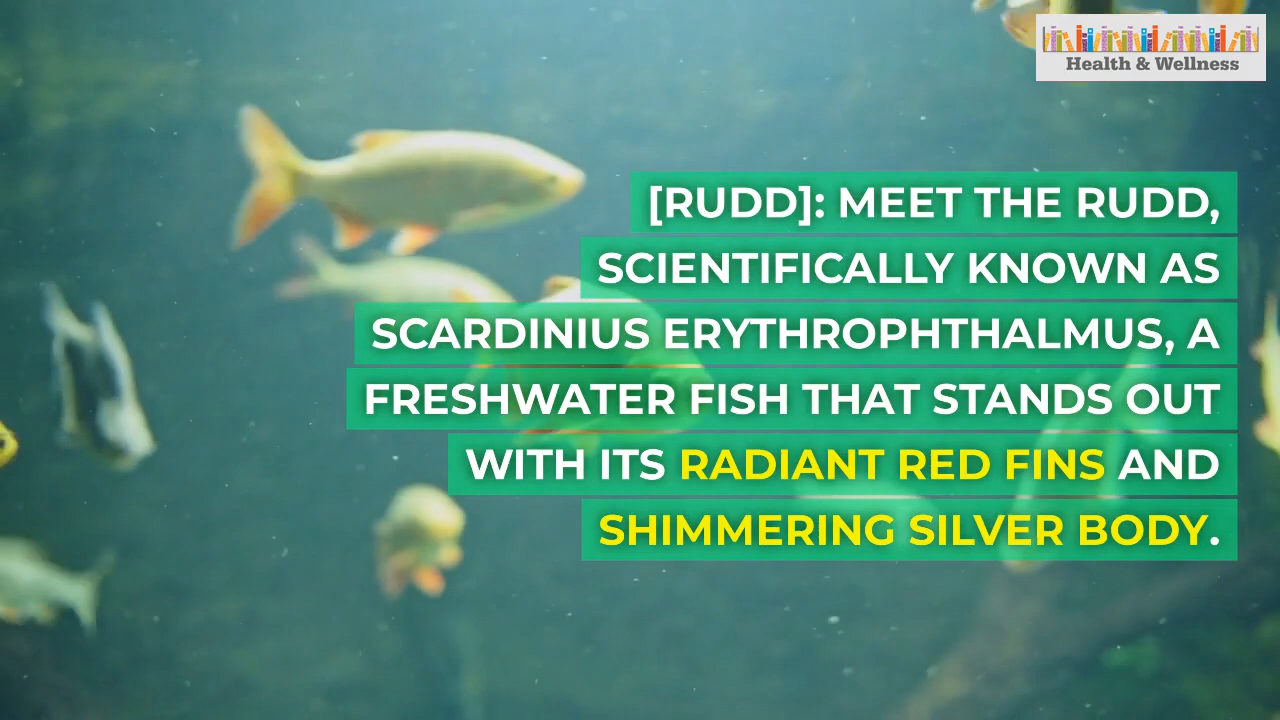 Health & Wellness
[RUDD]: MEET THE RUDD,
SCIENTIFICALLY KNOWN AS
SCARDINIUS ERYTHROPHTHALMUS, A
FRESHWATER FISH THAT STANDS OUT
WITH ITS RADIANT RED FINS AND
SHIMMERING SILVER BODY.